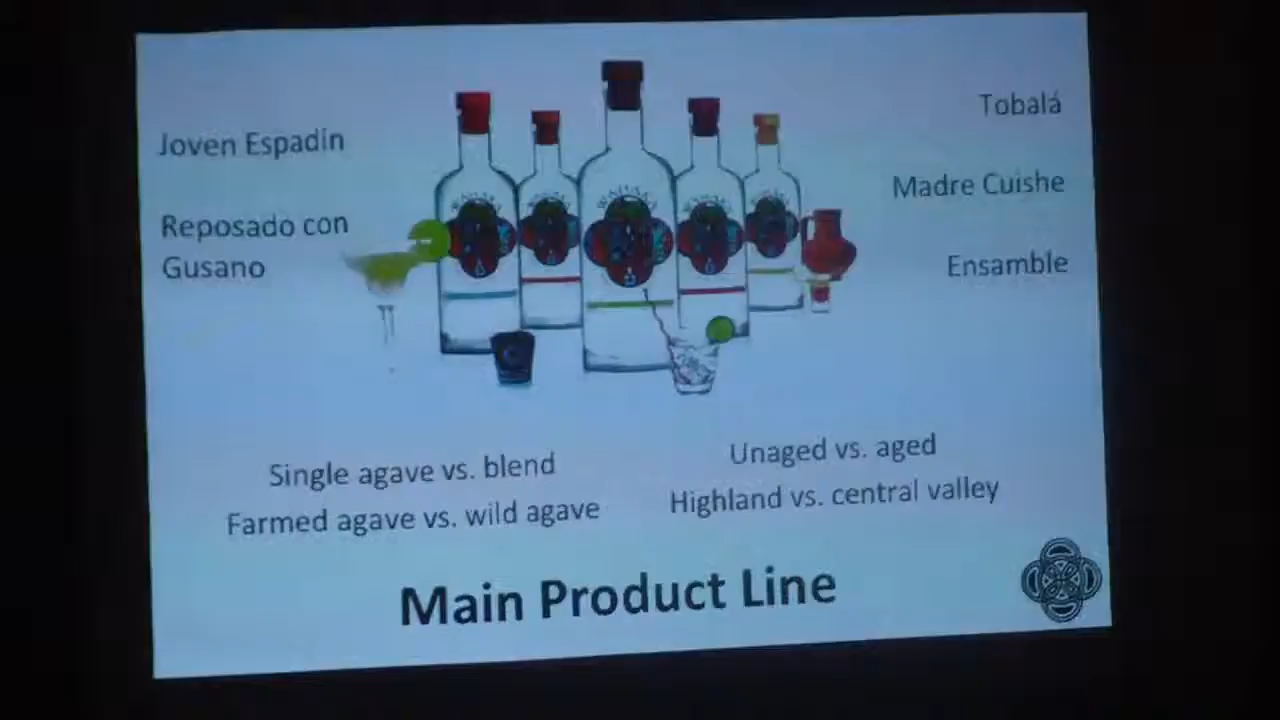 Joven Espadín
Reposado con
Gusano
Tobalá
Madre Cuishe
Ensamble
Single agave vs. blend
Farmed agave vs. wild agave
Unaged vs. aged
Highland vs. central valley
Main Product Line